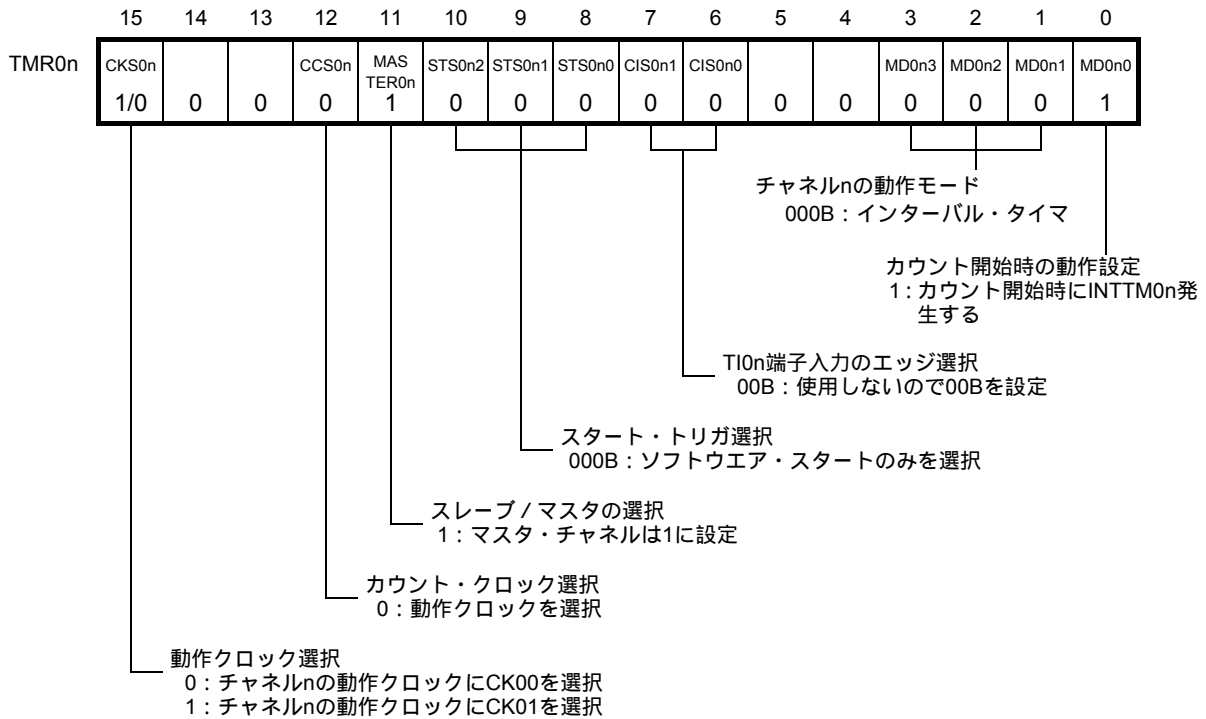 15 14 13 12 11 10 9 8 7 6 5 4 3 2 1 0
TMR0n CKS0n CCS0n MAS TER0n STS0n2 STS0n1 STS0n0 CIS0n1 CIS0n0 MD0n3 MD0n2 MD0n1 MD0n0
1/0 0 0 0 1 0 0 0 0 0 0 0 0 0 0 1
チャネルnの動作モード
000B:インターバル・タイマ
カウント開始時の動作設定
1:カウント開始時にINTTM0n発
生する
TI0n端子入力のエッジ選択
00B:使用しないので00Bを設定
スタート・トリガ選択
000B:ソフトウエア・スタートのみを選択
スレーブ/マスタの選択
1:マスタ・チャネルは1に設定
カウント・クロック選択
0:動作クロックを選択
動作クロック選択
0:チャネルnの動作クロックにCK00を選択
1:チャネルnの動作クロックにCK01を選択